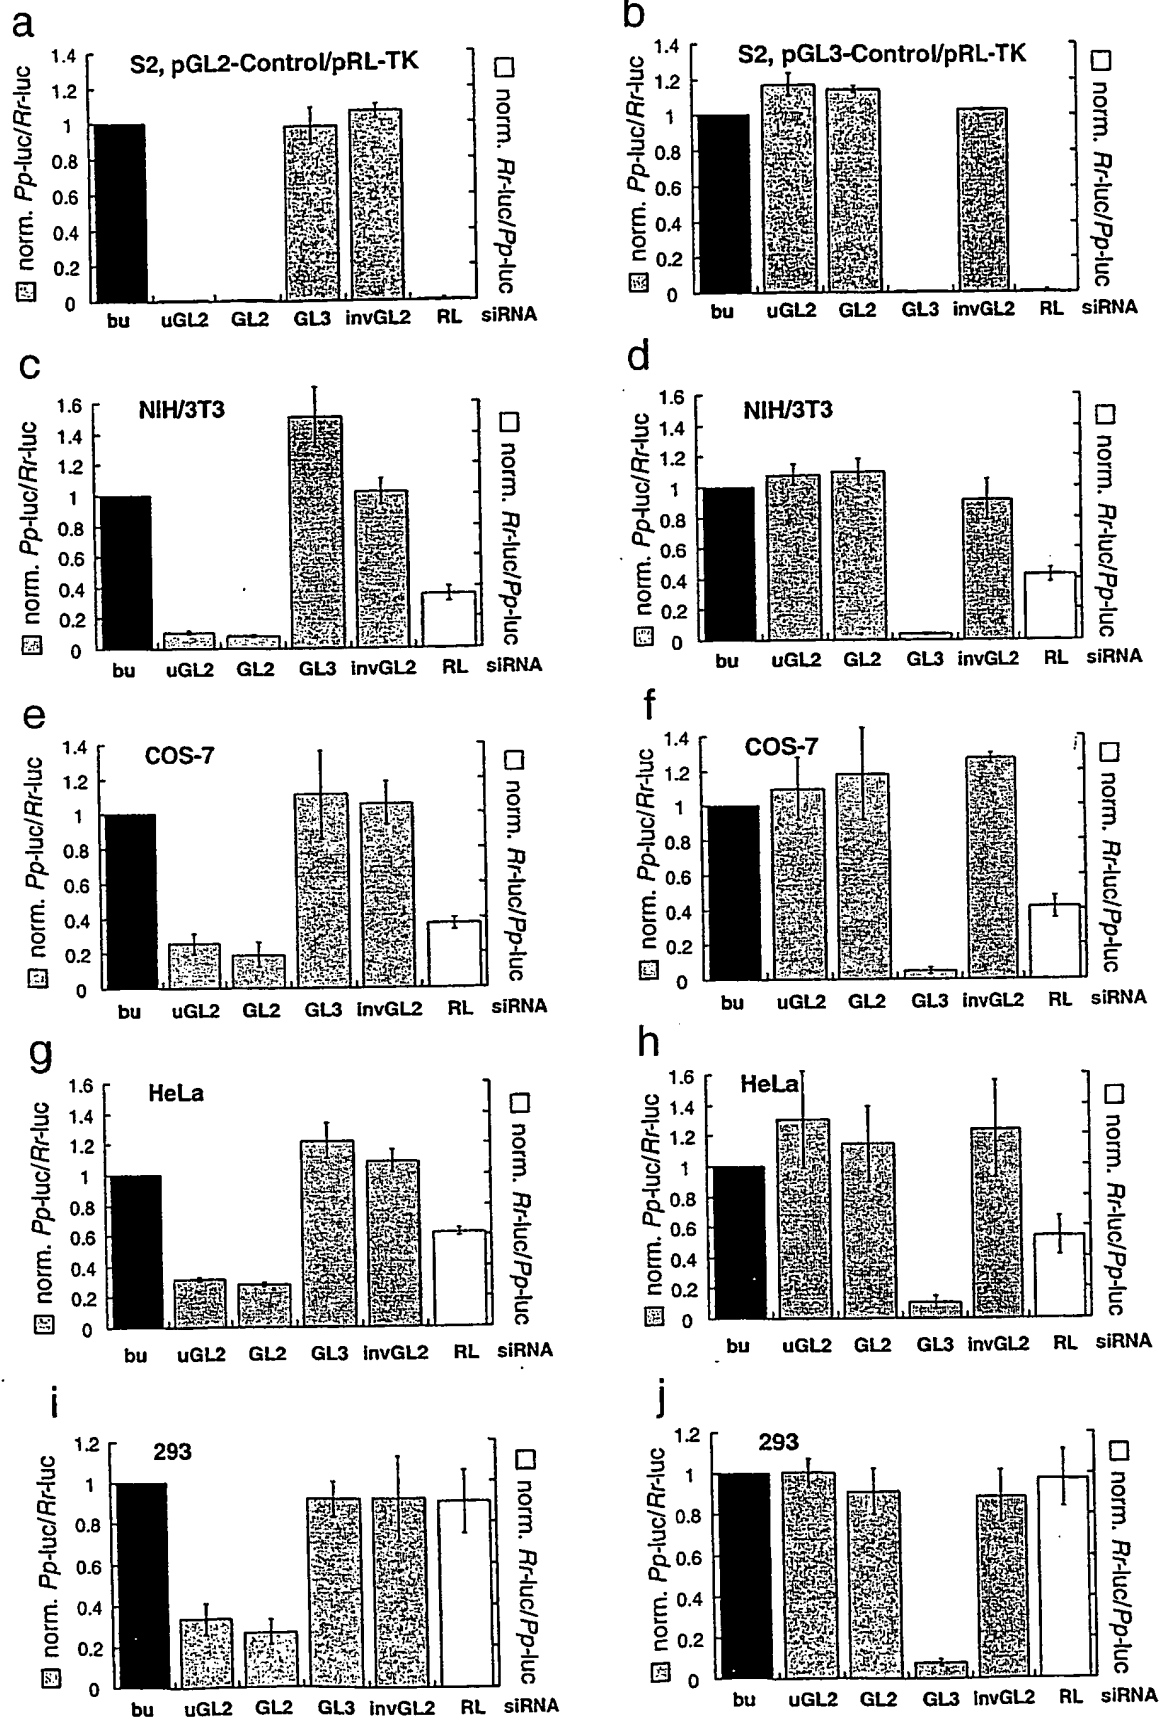 a
S2, pGL2-Control/pRL-TK
norm. Pp-luc/Rr-luc
1.4
1.2
1
0.8
0.6
0.4
0.2
0
norm. Rr-luc/Pp-luc
bu uGL2 GL2 GL3 invGL2 RL siRNA
b
S2, pGL3-Control/pRL-TK
norm. Pp-luc/Rr-luc
1.4
1.2
1
0.8
0.6
0.4
0.2
0
norm. Rr-luc/Pp-luc
bu uGL2 GL2 GL3 invGL2 RL siRNA
c
NIH/3T3
norm. Pp-luc/Rr-luc
1.6
1.4
1.2
1
0.8
0.6
0.4
0.2
0
norm. Rr-luc/Pp-luc
bu uGL2 GL2 GL3 invGL2 RL siRNA
d
NIH/3T3
norm. Pp-luc/Rr-luc
1.6
1.4
1.2
1
0.8
0.6
0.4
0.2
0
norm. Rr-luc/Pp-luc
bu uGL2 GL2 GL3 invGL2 RL siRNA
e
COS-7
norm. Pp-luc/Rr-luc
1.4
1.2
1
0.8
0.6
0.4
0.2
0
norm. Rr-luc/Pp-luc
bu uGL2 GL2 GL3 invGL2 RL siRNA
f
COS-7
norm. Pp-luc/Rr-luc
1.4
1.2
1
0.8
0.6
0.4
0.2
0
norm. Rr-luc/Pp-luc
bu uGL2 GL2 GL3 invGL2 RL siRNA
g
HeLa
norm. Pp-luc/Rr-luc
1.6
1.4
1.2
1
0.8
0.6
0.4
0.2
0
norm. Rr-luc/Pp-luc
bu uGL2 GL2 GL3 invGL2 RL siRNA
h
HeLa
norm. Pp-luc/Rr-luc
1.6
1.4
1.2
1
0.8
0.6
0.4
0.2
0
norm. Rr-luc/Pp-luc
bu uGL2 GL2 GL3 invGL2 RL siRNA
i
293
norm. Pp-luc/Rr-luc
1.2
1
0.8
0.6
0.4
0.2
0
norm. Rr-luc/Pp-luc
bu uGL2 GL2 GL3 invGL2 RL siRNA
j
293
norm. Pp-luc/Rr-luc
1.2
1
0.8
0.6
0.4
0.2
0
norm. Rr-luc/Pp-luc
bu uGL2 GL2 GL3 invGL2 RL siRNA